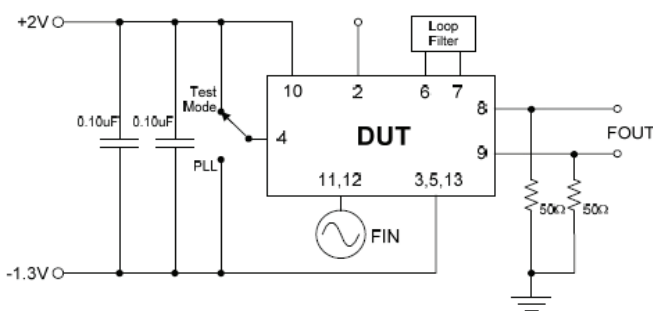 +2V
Loop
Filter
Test
Mode
10
2
6
7
8
0.10uF
0.10uF
4
DUT
FOUT
9
PLL
11,12
3,5,13
50Ω
50Ω
FIN
-1.3V